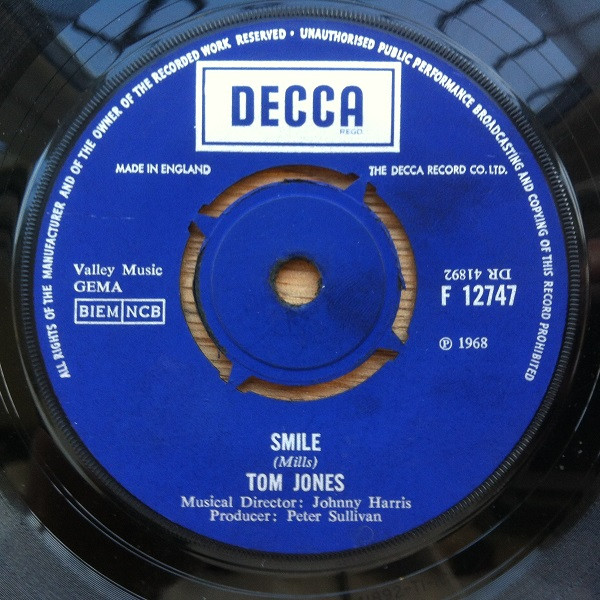 ALL RIGHTS OF THE MANUFACTURER AND OF THE OWNER OF THE RECORDED WORK RESERVED • UNAUTHORISED PUBLIC PERFORMANCE BROADCASTING AND COPYING OF THIS RECORD PROHIBITED
DECCA
REGD
MADE IN ENGLAND
THE DECCA RECORD CO. LTD.
Valley Music
GEMA
BIEM NCB
DR 41892
F 12747
℗ 1968
SMILE
(Mills)
TOM JONES
Musical Director: Johnny Harris
Producer: Peter Sullivan